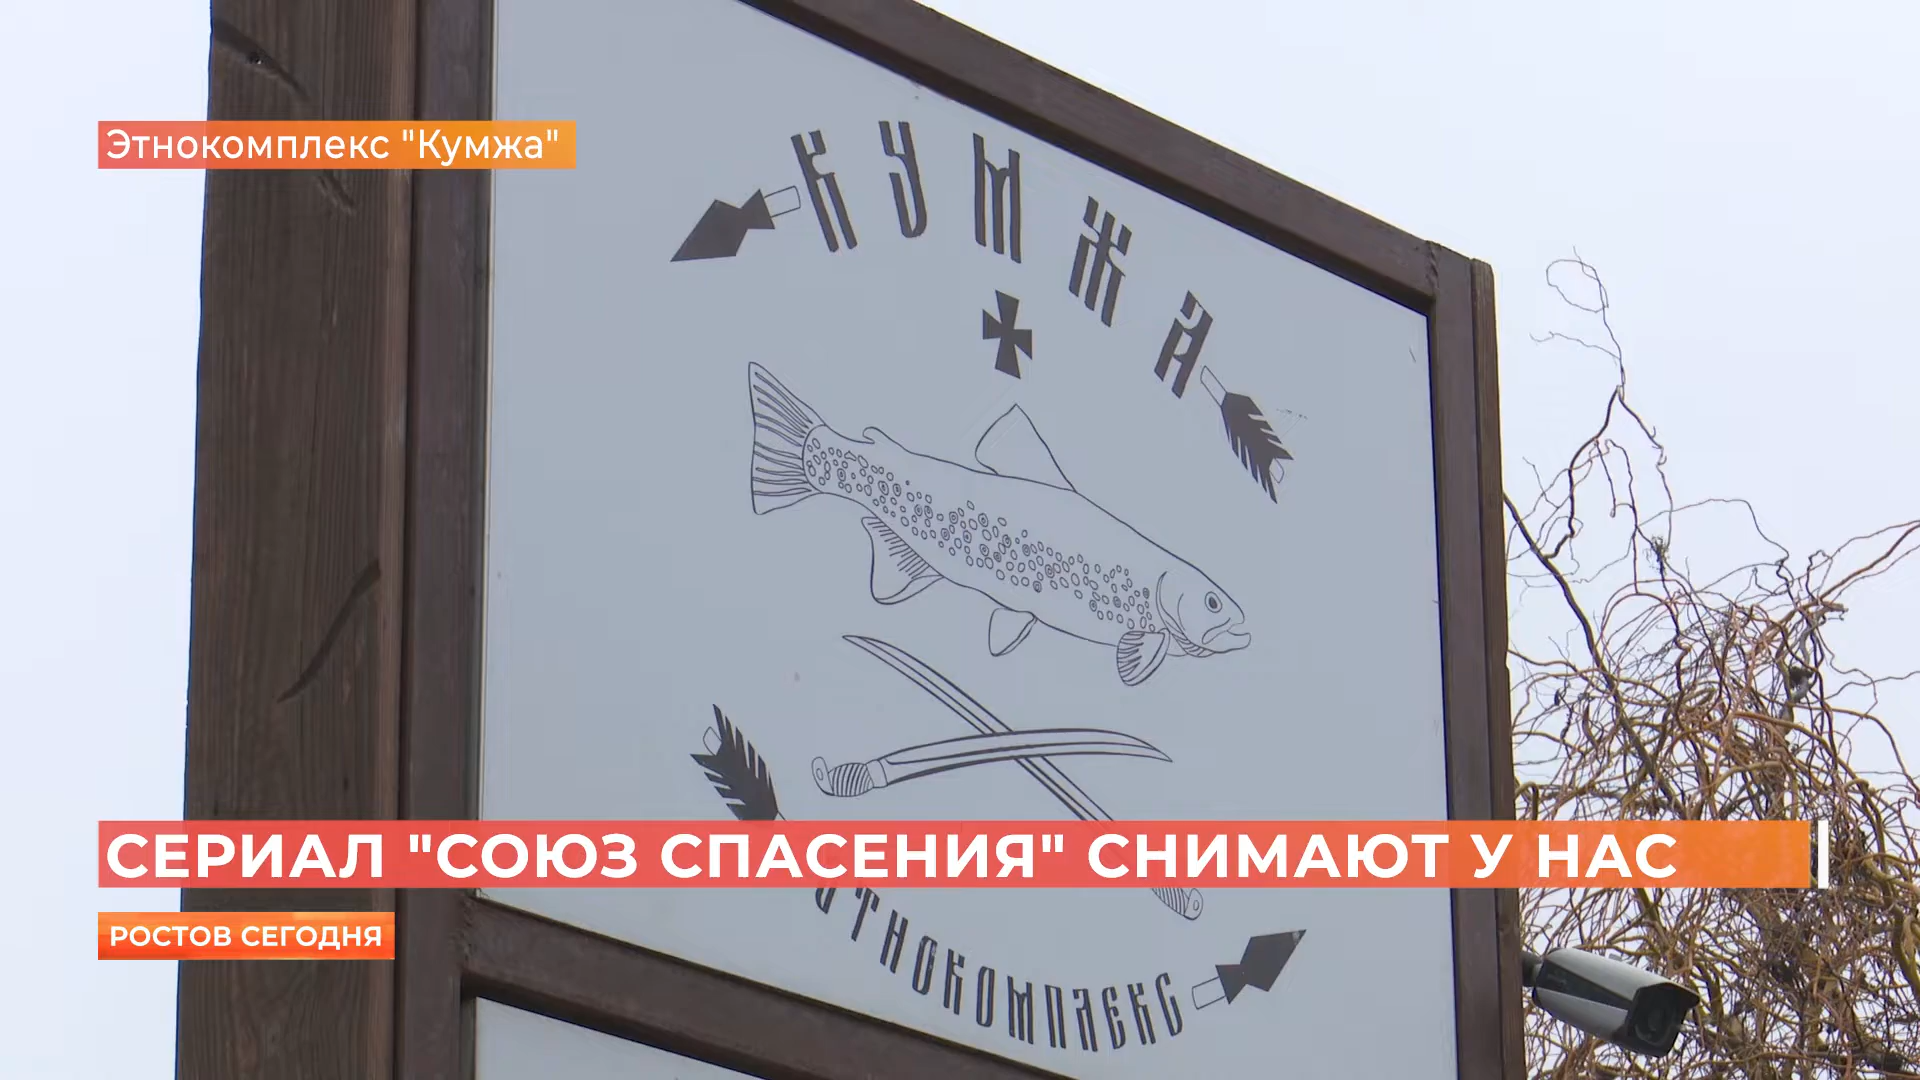 Этнокомплекс "Кумжа"
КУМЖА
СЕРИАЛ "СОЮЗ СПАСЕНИЯ" СНИМАЮТ У НАС
РОСТОВ СЕГОДНЯ
ЭТНОКОМПЛЕКС